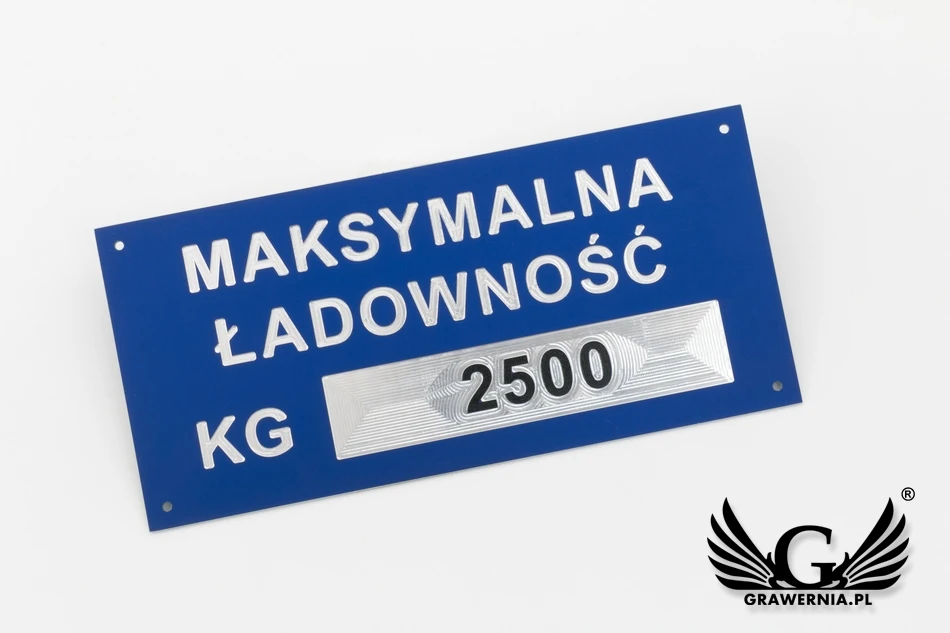 MAKSYMALNA
ŁADOWNOŚĆ
KG 2500
G ®
GRAWERNIA.PL